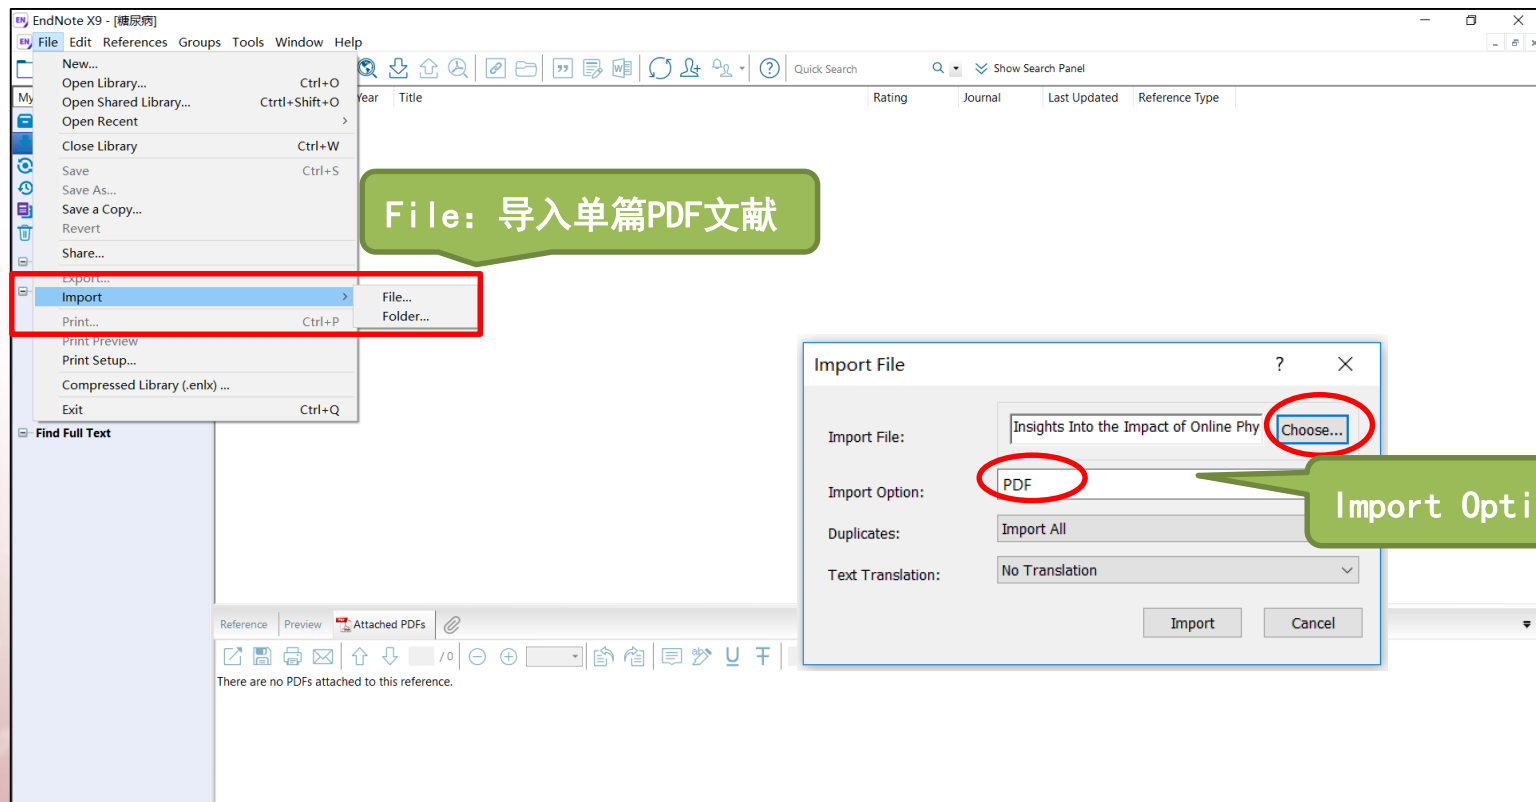 EndNote X9 - [糖尿病]
File Edit References Groups Tools Window Help
New...
Open Library... Ctrl+O
Open Shared Library... Ctrtl+Shift+O
Open Recent
Close Library Ctrl+W
Save Ctrl+S
Save As...
Save a Copy...
Revert
Share...
Export...
Import
Print... Ctrl+P
Print Preview
Print Setup...
Compressed Library (.enlx) ...
Exit Ctrl+Q
File...
Folder...
Quick Search
Show Search Panel
My
Year Title Rating Journal Last Updated Reference Type
File：导入单篇PDF文献
Find Full Text
Import File
Import File: Insights Into the Impact of Online Phy Choose...
Import Option: PDF
Duplicates: Import All
Text Translation: No Translation
Import Cancel
Import Opti
Reference Preview Attached PDFs
/ 0
There are no PDFs attached to this reference.